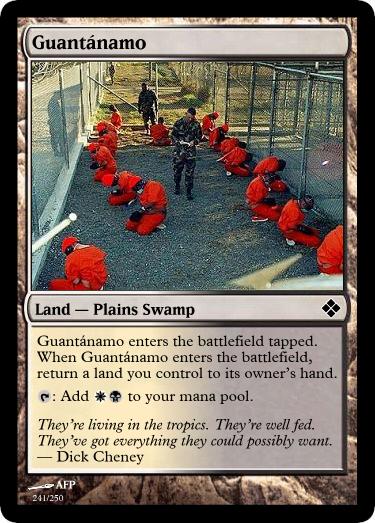 Guantánamo
Land — Plains Swamp
Guantánamo enters the battlefield tapped.
When Guantánamo enters the battlefield,
return a land you control to its owner's hand.
: Add to your mana pool.
They're living in the tropics. They're well fed.
They've got everything they could possibly want.
— Dick Cheney
AFP
241/250